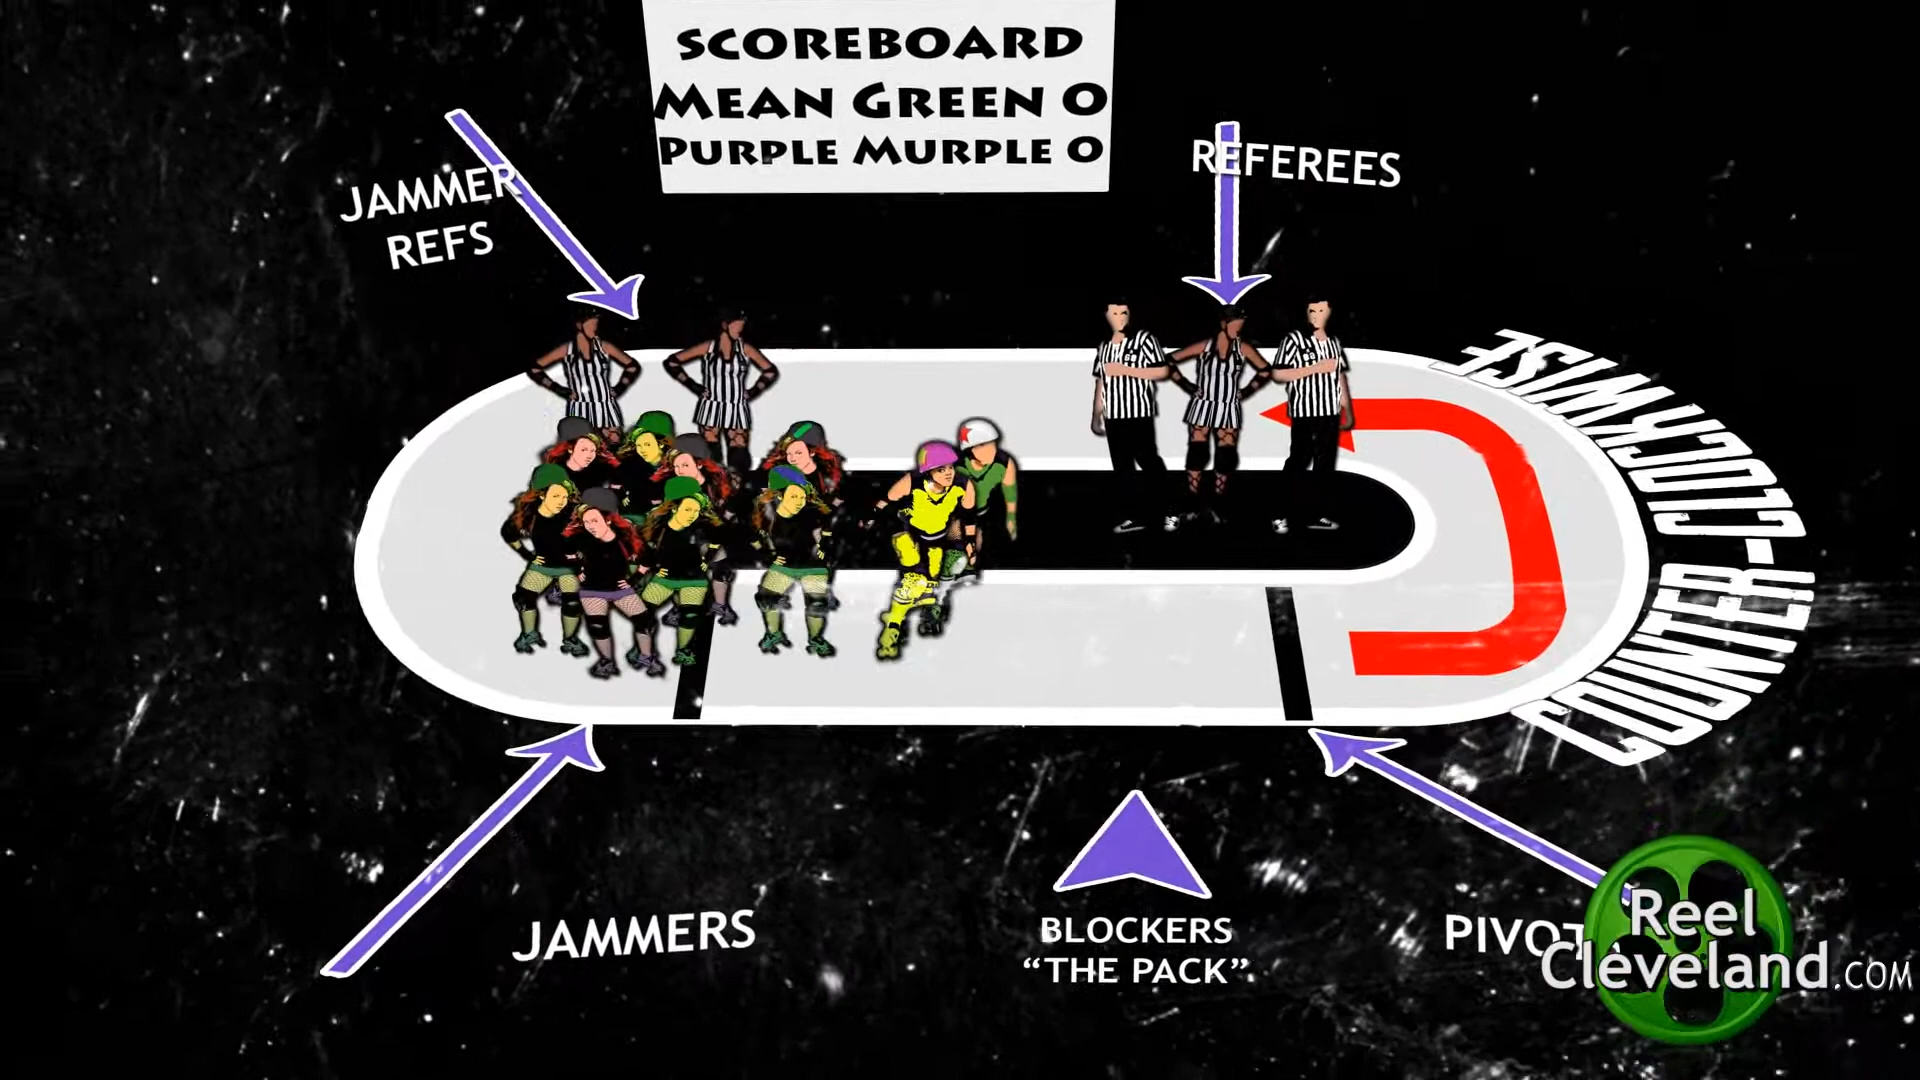 SCOREBOARD
MEAN GREEN 0
PURPLE MURPLE 0
JAMMER
REFS
REFEREES
COUNTER-CLOCKWISE
JAMMERS
BLOCKERS
“THE PACK”
PIVOT
Reel
Cleveland.COM